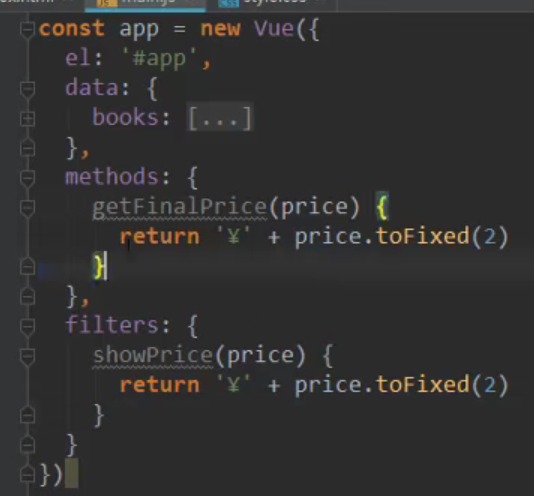 const app = new Vue({
el: '#app',
data: {
books: [...]
},
methods: {
getFinalPrice(price) {
return '¥' + price.toFixed(2)
}
},
filters: {
showPrice(price) {
return '¥' + price.toFixed(2)
}
}
})